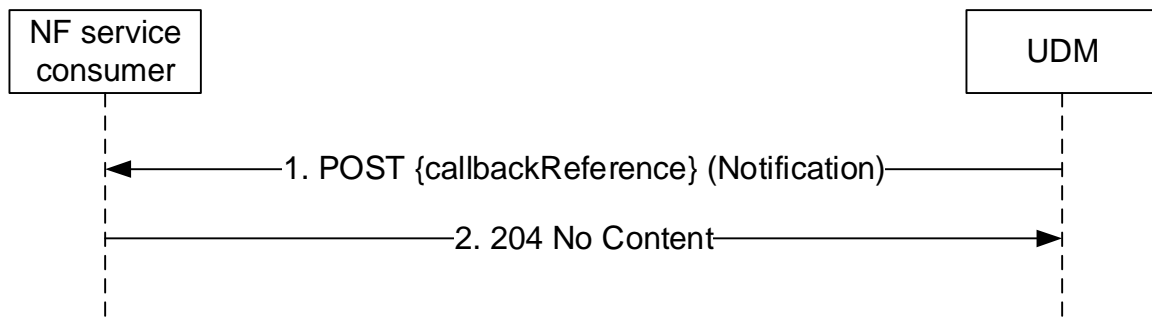 NF service
consumer
UDM
1. POST {callbackReference} (Notification)
2. 204 No Content